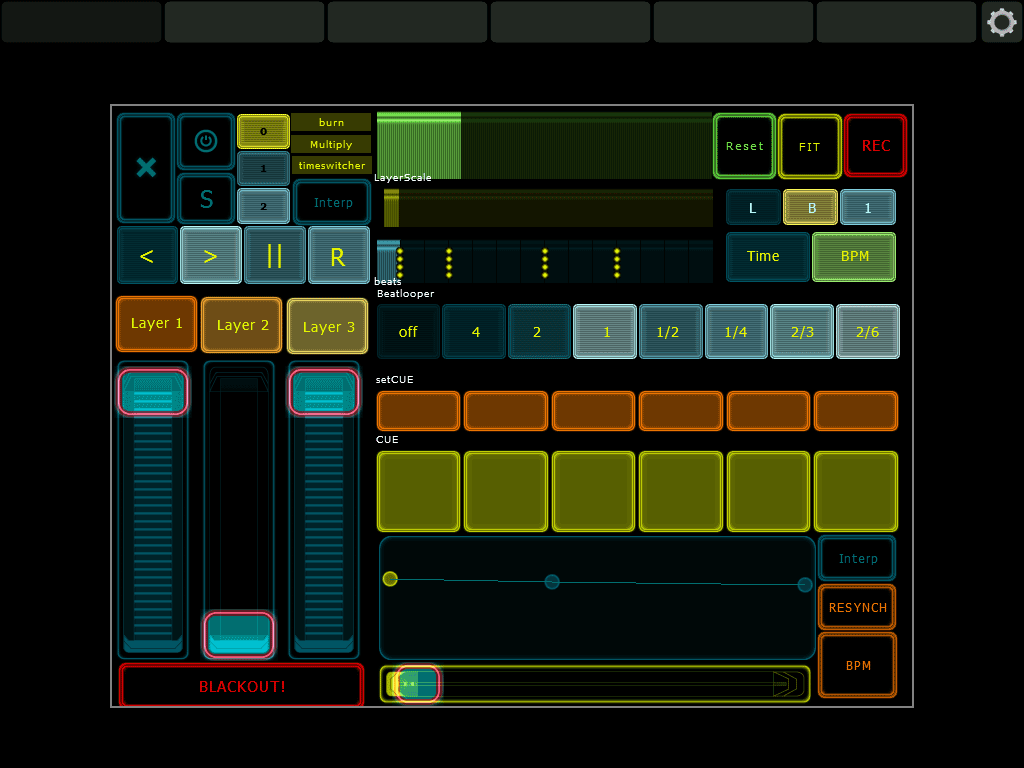 0
burn
Multiply
1
timeswitcher
S
2
Interp
Reset
FIT
REC
LayerScale
L
B
1
<
>
||
R
Time
BPM
beats
Beatlooper
Layer 1
Layer 2
Layer 3
off
4
2
1
1/2
1/4
2/3
2/6
setCUE
CUE
Interp
RESYNCH
BPM
BLACKOUT!